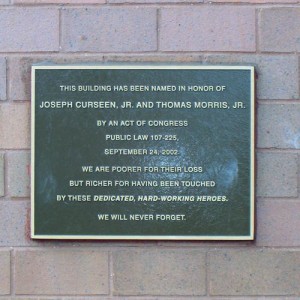 THIS BUILDING HAS BEEN NAMED IN HONOR OF
JOSEPH CURSEEN, JR. AND THOMAS MORRIS, JR.
BY AN ACT OF CONGRESS
PUBLIC LAW 107-225,
SEPTEMBER 24, 2002.
WE ARE POORER FOR THEIR LOSS
BUT RICHER FOR HAVING BEEN TOUCHED
BY THESE DEDICATED, HARD-WORKING HEROES.
WE WILL NEVER FORGET.